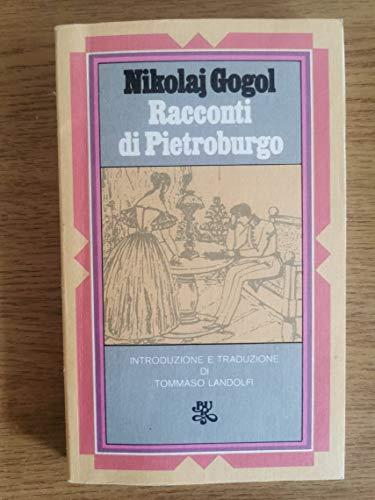 Nikolaj Gogol
Racconti
di Pietroburgo
INTRODUZIONE E TRADUZIONE
DI
TOMMASO LANDOLFI
BUR